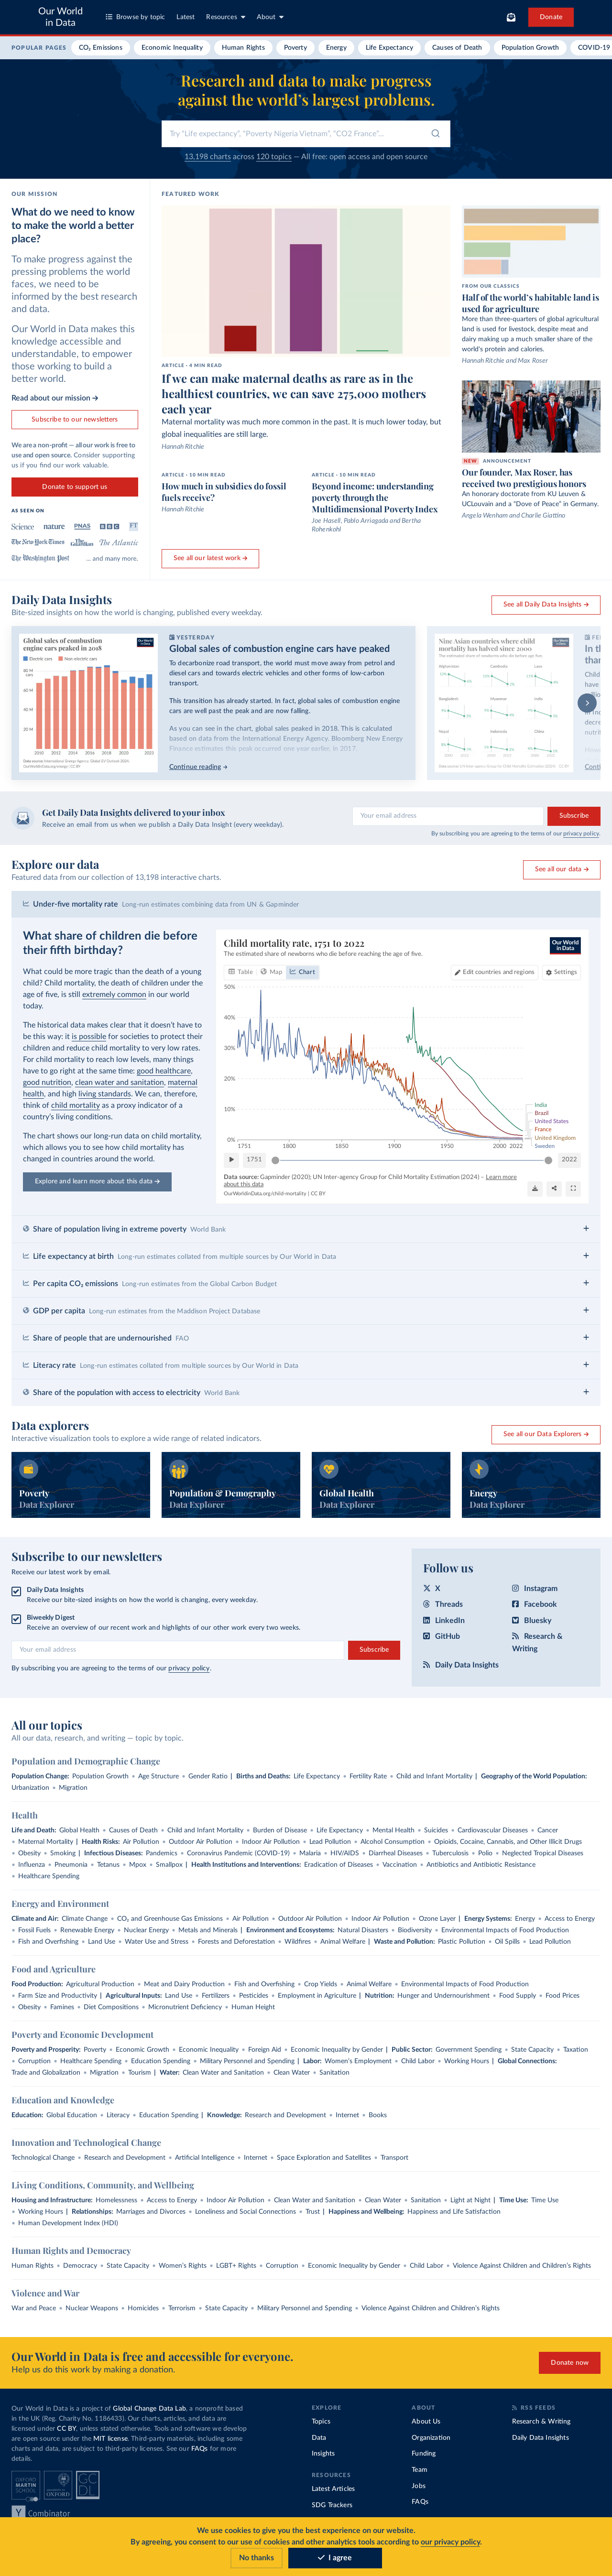 Our World
in Data
Browse by topic
Latest
Resources
About
Donate
POPULAR PAGES
CO₂ Emissions
Economic Inequality
Human Rights
Poverty
Energy
Life Expectancy
Causes of Death
Population Growth
COVID-19
Research and data to make progress
against the world's largest problems.
Try "Life expectancy", "Poverty Nigeria Vietnam", "CO2 France"...
13,198 charts across 120 topics — All free: open access and open source
OUR MISSION
What do we need to know
to make the world a better
place?
To make progress against the
pressing problems the world
faces, we need to be
informed by the best research
and data.
Our World in Data makes this
knowledge accessible and
understandable, to empower
those working to build a
better world.
Read about our mission →
Subscribe to our newsletters
We are a non-profit — all our work is free to
use and open source. Consider supporting
us if you find our work valuable.
Donate to support us
AS SEEN ON
Science
nature
PNAS
BBC
FT
The New York Times
The Guardian
The Atlantic
The Washington Post
... and many more.
FEATURED WORK
ARTICLE • 4 MIN READ
If we can make maternal deaths as rare as in the
healthiest countries, we can save 275,000 mothers
each year
Maternal mortality was much more common in the past. It is much lower today, but
global inequalities are still large.
Hannah Ritchie
ARTICLE • 10 MIN READ
How much in subsidies do fossil
fuels receive?
Hannah Ritchie
ARTICLE • 10 MIN READ
Beyond income: understanding
poverty through the
Multidimensional Poverty Index
Joe Hasell, Pablo Arriagada and Bertha
Rohenkohl
See all our latest work →
FROM OUR CLASSICS
Half of the world's habitable land is
used for agriculture
More than three-quarters of global agricultural
land is used for livestock, despite meat and
dairy making up a much smaller share of the
world's protein and calories.
Hannah Ritchie and Max Roser
NEW ANNOUNCEMENT
Our founder, Max Roser, has
received two prestigious honors
An honorary doctorate from KU Leuven &
UCLouvain and a "Dove of Peace" in Germany.
Angela Wenham and Charlie Giattino
Daily Data Insights
Bite-sized insights on how the world is changing, published every weekday.
See all Daily Data Insights →
Global sales of combustion
engine cars peaked in 2018
Electric cars
Non-electric cars
80 M
60 M
40 M
20 M
2010 2012 2014 2016 2018 2020 2023
YESTERDAY
Global sales of combustion engine cars have peaked
To decarbonize road transport, the world must move away from petrol and
diesel cars and towards electric vehicles and other forms of low-carbon
transport.
This transition has already started. In fact, global sales of combustion engine
cars are well past the peak and are now falling.
As you can see in the chart, global sales peaked in 2018. This is calculated
based on data from the International Energy Agency. Bloomberg New Energy
Finance estimates this peak occurred one year earlier, in 2017.
Continue reading →
Nine Asian countries where child
mortality has halved since 2000
Get Daily Data Insights delivered to your inbox
Receive an email from us when we publish a Daily Data Insight (every weekday).
Your email address
Subscribe
By subscribing you are agreeing to the terms of our privacy policy.
Explore our data
Featured data from our collection of 13,198 interactive charts.
See all our data →
Under-five mortality rate Long-run estimates combining data from UN & Gapminder
What share of children die before
their fifth birthday?
What could be more tragic than the death of a young
child? Child mortality, the death of children under the
age of five, is still extremely common in our world
today.
The historical data makes clear that it doesn't have to
be this way: it is possible for societies to protect their
children and reduce child mortality to very low rates.
For child mortality to reach low levels, many things
have to go right at the same time: good healthcare,
good nutrition, clean water and sanitation, maternal
health, and high living standards. We can, therefore,
think of child mortality as a proxy indicator of a
country's living conditions.
The chart shows our long-run data on child mortality,
which allows you to see how child mortality has
changed in countries around the world.
Explore and learn more about this data →
Child mortality rate, 1751 to 2022
The estimated share of newborns who die before reaching the age of five.
Our World
in Data
Table
Map
Chart
Edit countries and regions
Settings
50%
40%
30%
20%
10%
0%
1751 1800 1850 1900 1950 2000 2022
India
Brazil
United States
France
United Kingdom
Sweden
1751
2022
Data source: Gapminder (2020); UN Inter-agency Group for Child Mortality Estimation (2024) – Learn more
about this data
OurWorldinData.org/child-mortality | CC BY
Share of population living in extreme poverty World Bank
Life expectancy at birth Long-run estimates collated from multiple sources by Our World in Data
Per capita CO₂ emissions Long-run estimates from the Global Carbon Budget
GDP per capita Long-run estimates from the Maddison Project Database
Share of people that are undernourished FAO
Literacy rate Long-run estimates collated from multiple sources by Our World in Data
Share of the population with access to electricity World Bank
Data explorers
Interactive visualization tools to explore a wide range of related indicators.
See all our Data Explorers →
Poverty
Data Explorer
Population & Demography
Data Explorer
Global Health
Data Explorer
Energy
Data Explorer
Subscribe to our newsletters
Receive our latest work by email.
Daily Data Insights
Receive our bite-sized insights on how the world is changing, every weekday.
Biweekly Digest
Receive an overview of our recent work and highlights of our other work every two weeks.
Your email address
Subscribe
By subscribing you are agreeing to the terms of our privacy policy.
Follow us
X
Instagram
Threads
Facebook
LinkedIn
Bluesky
GitHub
Research &
Writing
Daily Data Insights
All our topics
All our data, research, and writing — topic by topic.
Population and Demographic Change
Population Change: Population Growth • Age Structure • Gender Ratio | Births and Deaths: Life Expectancy • Fertility Rate • Child and Infant Mortality | Geography of the World Population:
Urbanization • Migration
Health
Life and Death: Global Health • Causes of Death • Child and Infant Mortality • Burden of Disease • Life Expectancy • Mental Health • Suicides • Cardiovascular Diseases • Cancer
• Maternal Mortality | Health Risks: Air Pollution • Outdoor Air Pollution • Indoor Air Pollution • Lead Pollution • Alcohol Consumption • Opioids, Cocaine, Cannabis, and Other Illicit Drugs
• Obesity • Smoking | Infectious Diseases: Pandemics • Coronavirus Pandemic (COVID-19) • Malaria • HIV/AIDS • Diarrheal Diseases • Tuberculosis • Polio • Neglected Tropical Diseases
• Influenza • Pneumonia • Tetanus • Mpox • Smallpox | Health Institutions and Interventions: Eradication of Diseases • Vaccination • Antibiotics and Antibiotic Resistance
• Healthcare Spending
Energy and Environment
Climate and Air: Climate Change • CO₂ and Greenhouse Gas Emissions • Air Pollution • Outdoor Air Pollution • Indoor Air Pollution • Ozone Layer | Energy Systems: Energy • Access to Energy
• Fossil Fuels • Renewable Energy • Nuclear Energy • Metals and Minerals | Environment and Ecosystems: Natural Disasters • Biodiversity • Environmental Impacts of Food Production
• Fish and Overfishing • Land Use • Water Use and Stress • Forests and Deforestation • Wildfires • Animal Welfare | Waste and Pollution: Plastic Pollution • Oil Spills • Lead Pollution
Food and Agriculture
Food Production: Agricultural Production • Meat and Dairy Production • Fish and Overfishing • Crop Yields • Animal Welfare • Environmental Impacts of Food Production
• Farm Size and Productivity | Agricultural Inputs: Land Use • Fertilizers • Pesticides • Employment in Agriculture | Nutrition: Hunger and Undernourishment • Food Supply • Food Prices
• Obesity • Famines • Diet Compositions • Micronutrient Deficiency • Human Height
Poverty and Economic Development
Poverty and Prosperity: Poverty • Economic Growth • Economic Inequality • Foreign Aid • Economic Inequality by Gender | Public Sector: Government Spending • State Capacity • Taxation
• Corruption • Healthcare Spending • Education Spending • Military Personnel and Spending | Labor: Women's Employment • Child Labor • Working Hours | Global Connections:
Trade and Globalization • Migration • Tourism | Water: Clean Water and Sanitation • Clean Water • Sanitation
Education and Knowledge
Education: Global Education • Literacy • Education Spending | Knowledge: Research and Development • Internet • Books
Innovation and Technological Change
Technological Change • Research and Development • Artificial Intelligence • Internet • Space Exploration and Satellites • Transport
Living Conditions, Community, and Wellbeing
Housing and Infrastructure: Homelessness • Access to Energy • Indoor Air Pollution • Clean Water and Sanitation • Clean Water • Sanitation • Light at Night | Time Use: Time Use
• Working Hours | Relationships: Marriages and Divorces • Loneliness and Social Connections • Trust | Happiness and Wellbeing: Happiness and Life Satisfaction
• Human Development Index (HDI)
Human Rights and Democracy
Human Rights • Democracy • State Capacity • Women's Rights • LGBT+ Rights • Corruption • Economic Inequality by Gender • Child Labor • Violence Against Children and Children's Rights
Violence and War
War and Peace • Nuclear Weapons • Homicides • Terrorism • State Capacity • Military Personnel and Spending • Violence Against Children and Children's Rights
Our World in Data is free and accessible for everyone.
Help us do this work by making a donation.
Donate now
Our World in Data is a project of Global Change Data Lab, a nonprofit based
in the UK (Reg. Charity No. 1186433). Our charts, articles, and data are
licensed under CC BY, unless stated otherwise. Tools and software we develop
are open source under the MIT license. Third-party materials, including some
charts and data, are subject to third-party licenses. See our FAQs for more
details.
OXFORD
MARTIN
SCHOOL
UNIVERSITY OF
OXFORD
GC
DL
Y Combinator
EXPLORE
Topics
Data
Insights
RESOURCES
Latest Articles
SDG Trackers
ABOUT
About Us
Organization
Funding
Team
Jobs
FAQs
RSS FEEDS
Research & Writing
Daily Data Insights
We use cookies to give you the best experience on our website.
By agreeing, you consent to our use of cookies and other analytics tools according to our privacy policy.
No thanks
I agree